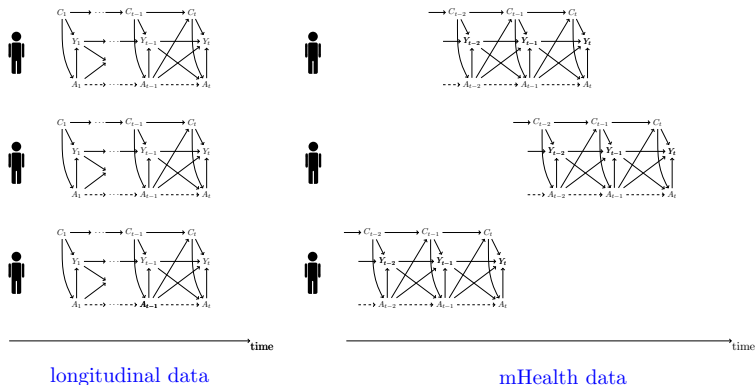 C₁ ... Cₜ₋₁ Cₜ
Y₁ ... Yₜ₋₁ Yₜ
A₁ ... Aₜ₋₁ Aₜ
C₁ ... Cₜ₋₁ Cₜ
Y₁ ... Yₜ₋₁ Yₜ
A₁ ... Aₜ₋₁ Aₜ
C₁ ... Cₜ₋₁ Cₜ
Y₁ ... Yₜ₋₁ Yₜ
A₁ ... Aₜ₋₁ Aₜ
time
longitudinal data
Cₜ₋₂ Cₜ₋₁ Cₜ
Yₜ₋₂ Yₜ₋₁ Yₜ
Aₜ₋₂ Aₜ₋₁ Aₜ
Cₜ₋₂ Cₜ₋₁ Cₜ
Yₜ₋₂ Yₜ₋₁ Yₜ
Aₜ₋₂ Aₜ₋₁ Aₜ
Cₜ₋₂ Cₜ₋₁ Cₜ
Yₜ₋₂ Yₜ₋₁ Yₜ
Aₜ₋₂ Aₜ₋₁ Aₜ
time
mHealth data